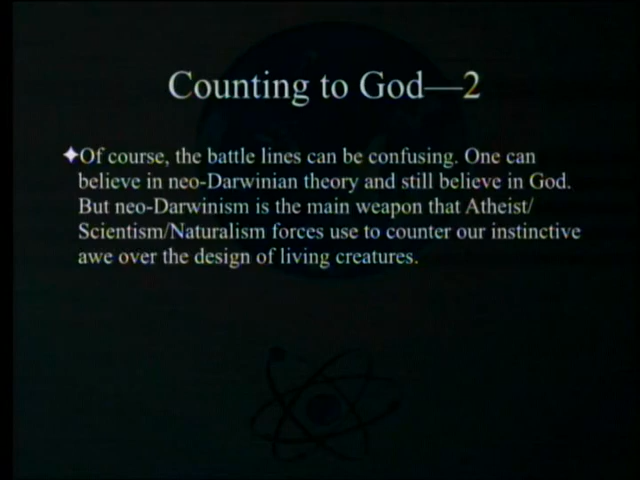 Counting to God—2
✦Of course, the battle lines can be confusing. One can
believe in neo-Darwinian theory and still believe in God.
But neo-Darwinism is the main weapon that Atheist/
Scientism/Naturalism forces use to counter our instinctive
awe over the design of living creatures.